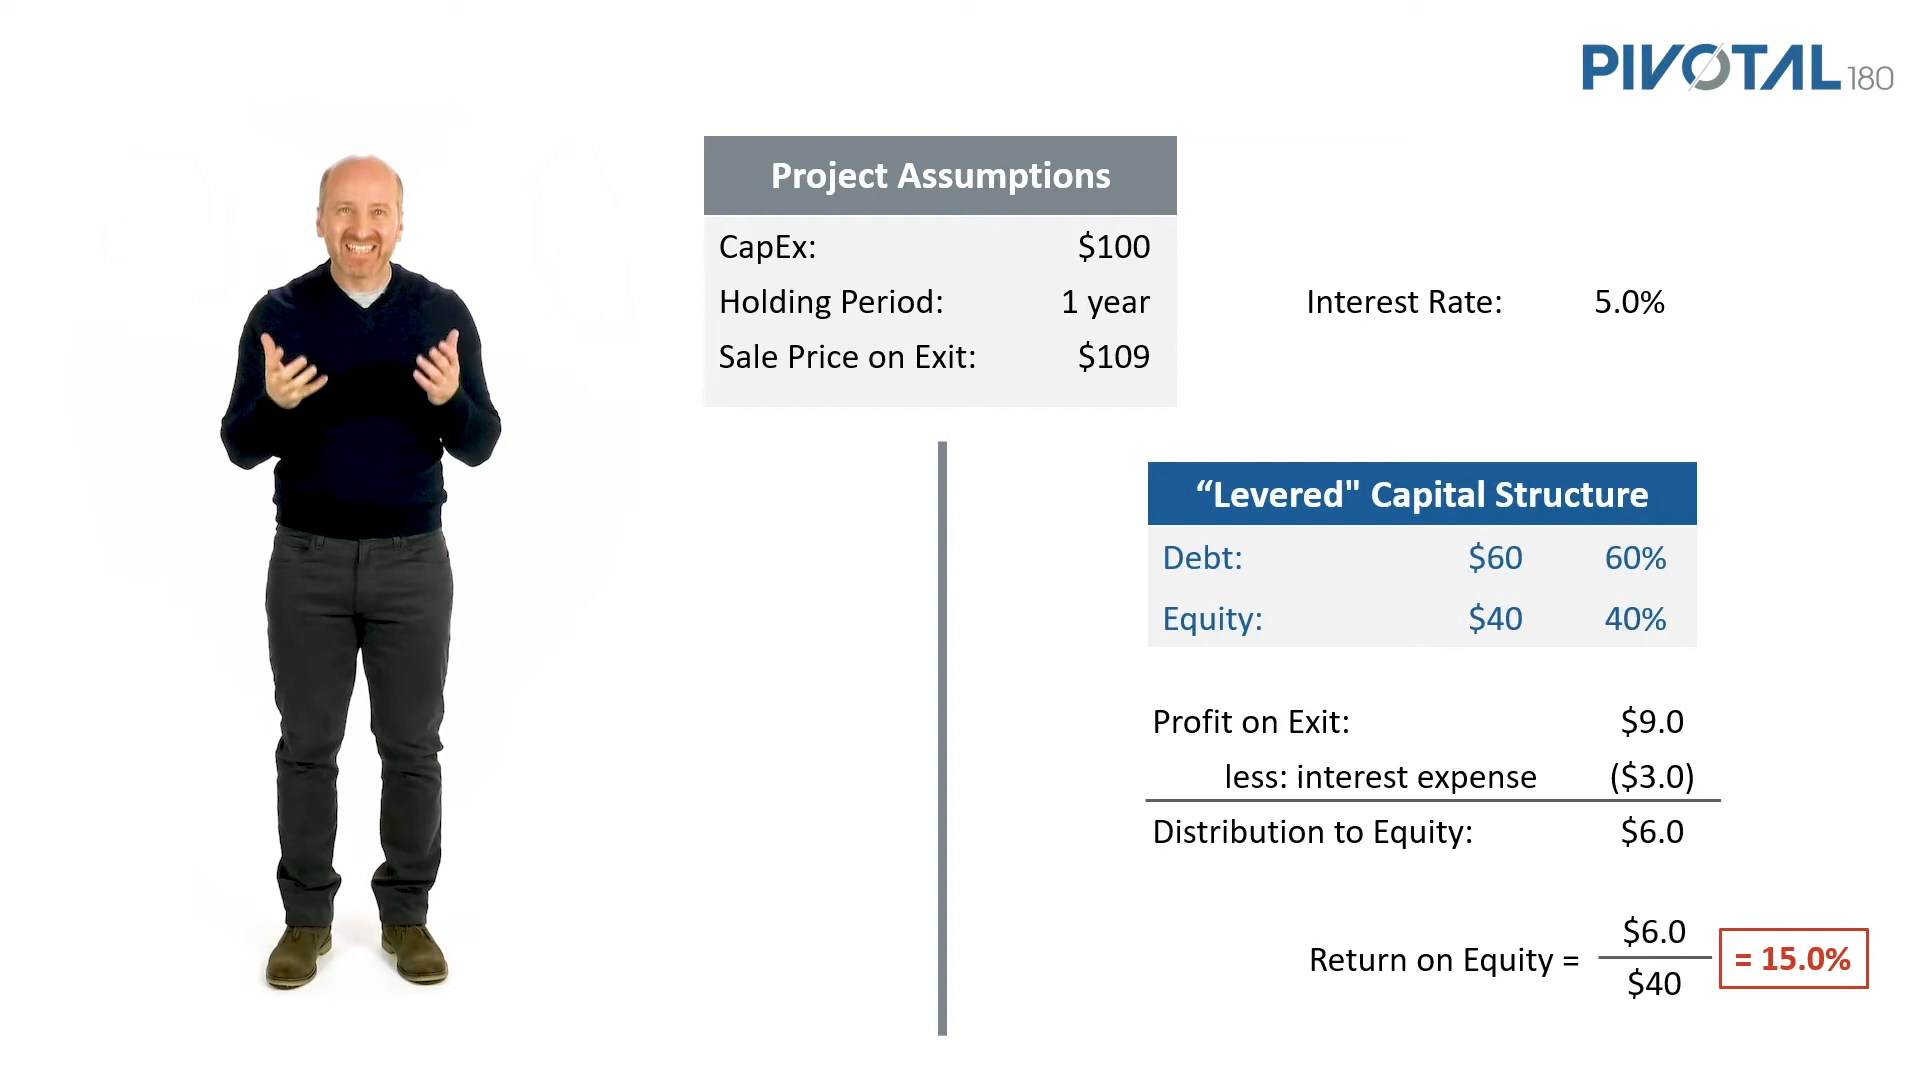 PIVOTAL 180
Project Assumptions
CapEx: $100
Holding Period: 1 year
Sale Price on Exit: $109
Interest Rate: 5.0%
“Levered" Capital Structure
Debt: $60 60%
Equity: $40 40%
Profit on Exit: $9.0
less: interest expense ($3.0)
Distribution to Equity: $6.0
Return on Equity = $6.0
$40
= 15.0%